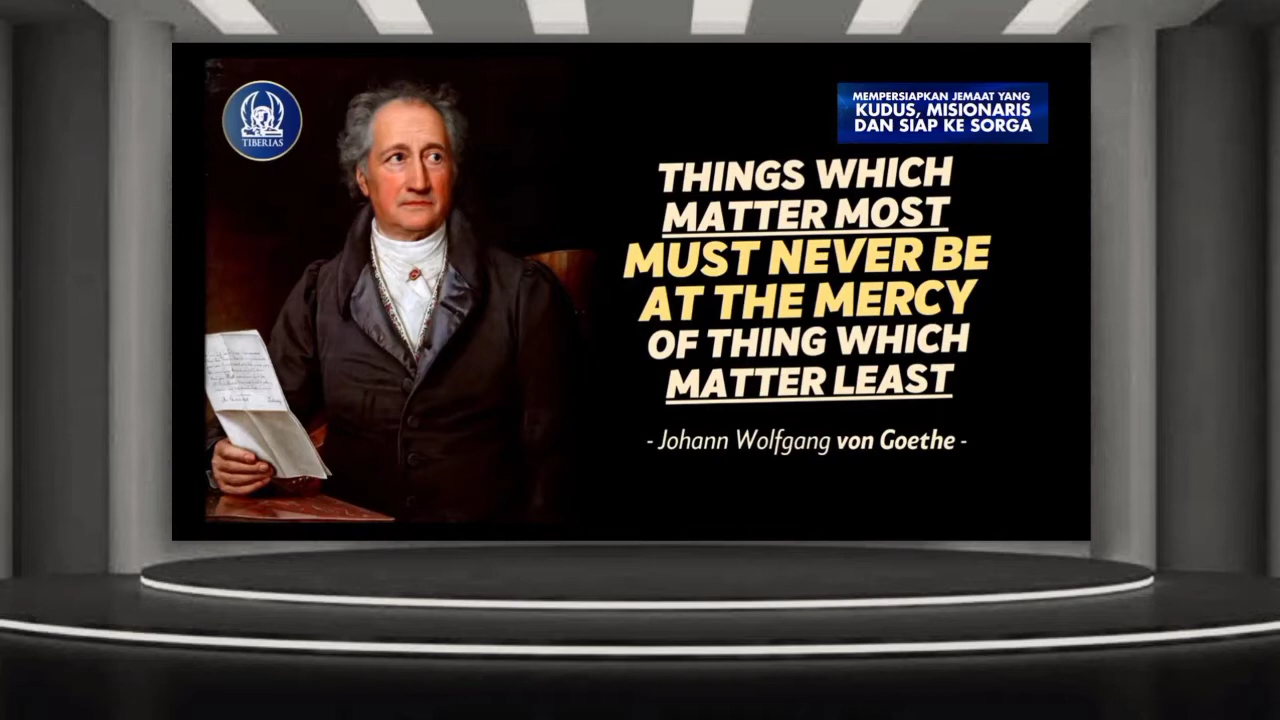 TIBERIAS
MEMPERSIAPKAN JEMAAT YANG
KUDUS, MISIONARIS
DAN SIAP KE SORGA
THINGS WHICH
MATTER MOST
MUST NEVER BE
AT THE MERCY
OF THING WHICH
MATTER LEAST
- Johann Wolfgang von Goethe -